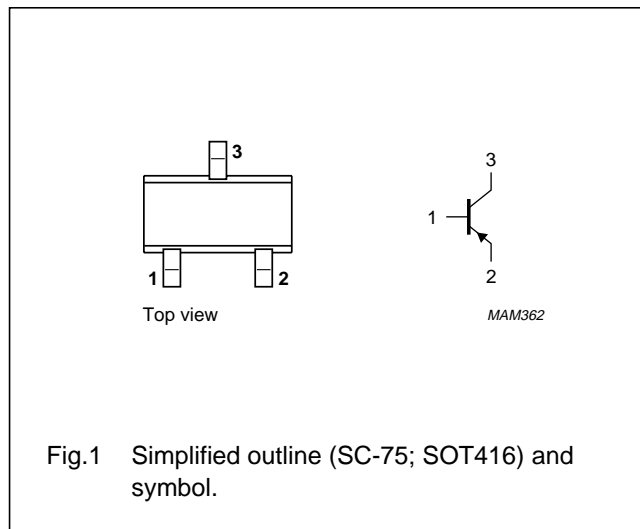 3
1
2
Top view
3
1
2
MAM362
Fig.1 Simplified outline (SC-75; SOT416) and
symbol.